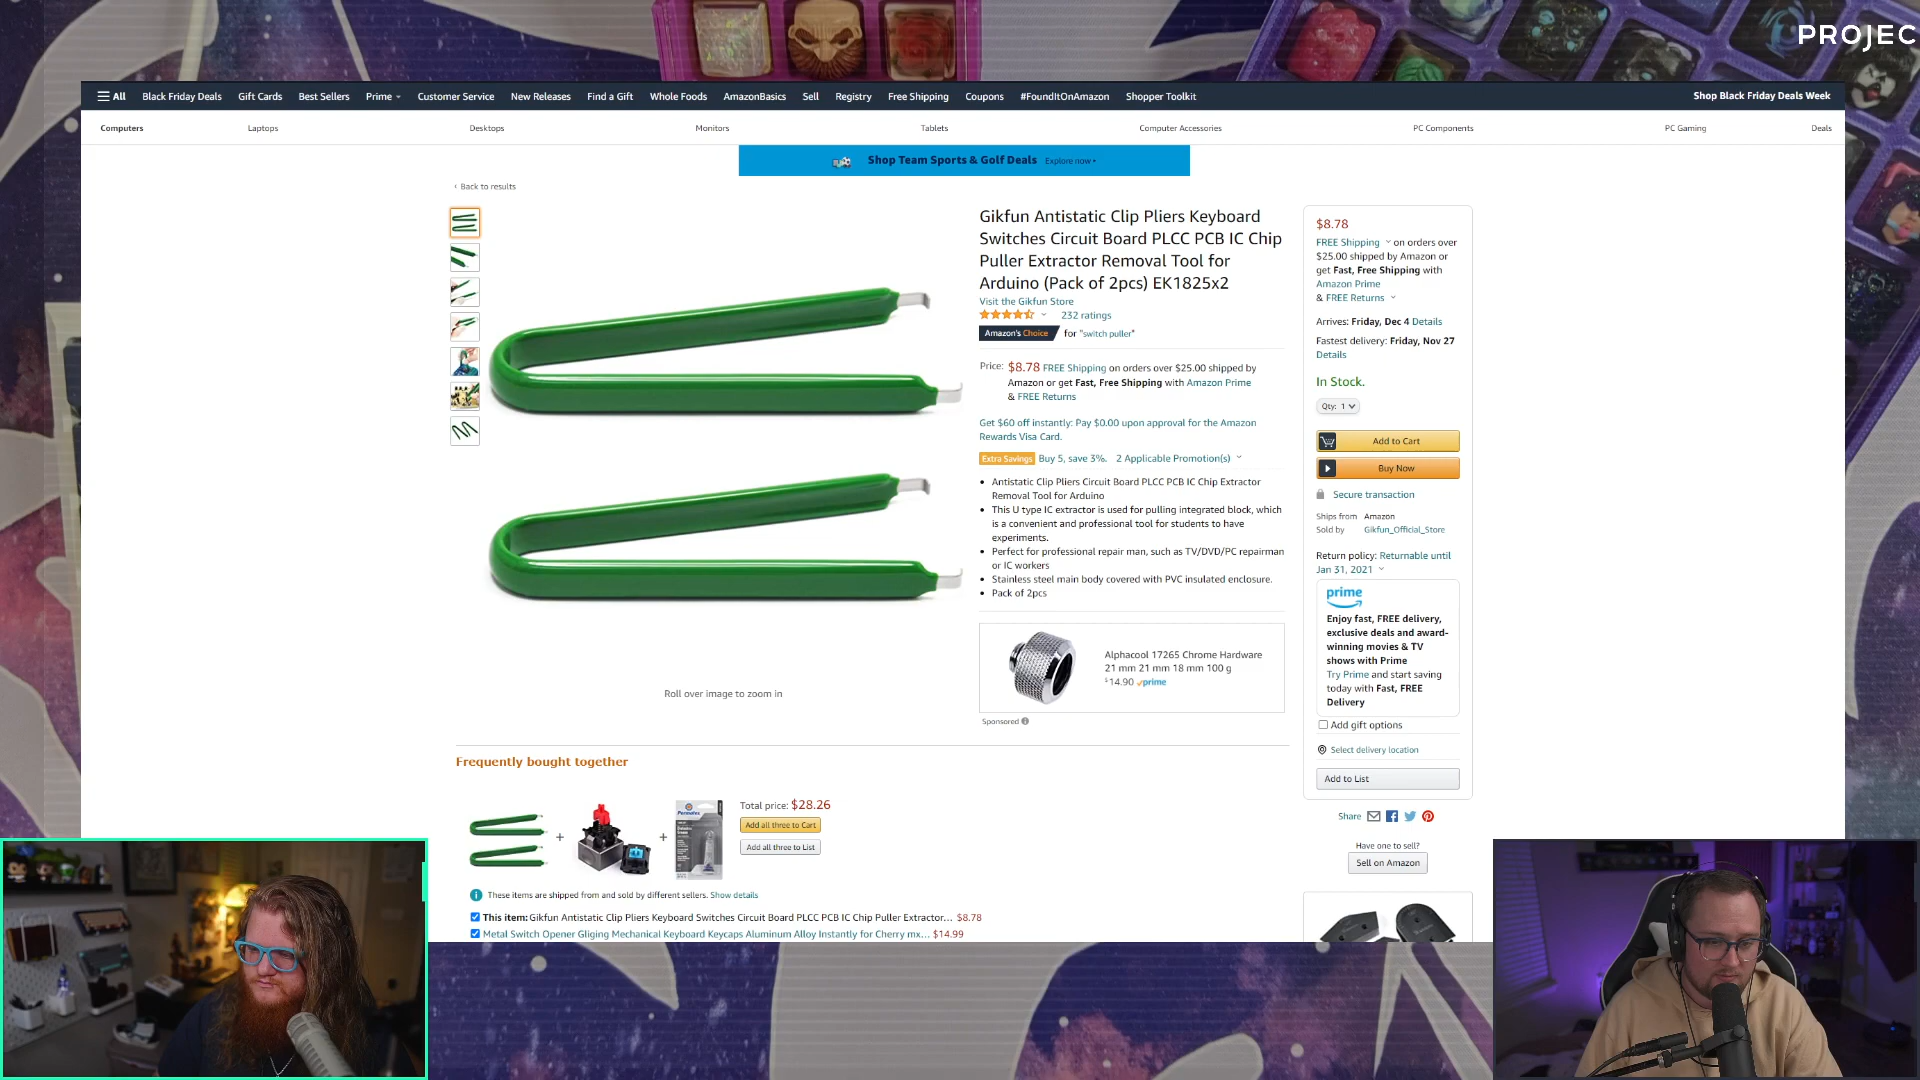 PROJEC
All Black Friday Deals Gift Cards Best Sellers Prime Customer Service New Releases Find a Gift Whole Foods AmazonBasics Sell Registry Free Shipping Coupons #FoundItOnAmazon Shopper Toolkit Shop Black Friday Deals Week
Computers Laptops Desktops Monitors Tablets Computer Accessories PC Components PC Gaming Deals
Shop Team Sports & Golf Deals Explore now
‹ Back to results
Roll over image to zoom in
Gikfun Antistatic Clip Pliers Keyboard
Switches Circuit Board PLCC PCB IC Chip
Puller Extractor Removal Tool for
Arduino (Pack of 2pcs) EK1825x2
Visit the Gikfun Store
232 ratings
Amazon's Choice for "switch puller"
Price: $8.78 FREE Shipping on orders over $25.00 shipped by
Amazon or get Fast, Free Shipping with Amazon Prime
& FREE Returns
Get $60 off instantly: Pay $0.00 upon approval for the Amazon
Rewards Visa Card.
Extra Savings Buy 5, save 3%. 2 Applicable Promotion(s)
• Antistatic Clip Pliers Circuit Board PLCC PCB IC Chip Extractor
Removal Tool for Arduino
• This U type IC extractor is used for pulling integrated block, which
is a convenient and professional tool for students to have
experiments.
• Perfect for professional repair man, such as TV/DVD/PC repairman
or IC workers
• Stainless steel main body covered with PVC insulated enclosure.
• Pack of 2pcs
Alphacool 17265 Chrome Hardware
21 mm 21 mm 18 mm 100 g
$14.90 prime
Sponsored
$8.78
FREE Shipping on orders over
$25.00 shipped by Amazon or
get Fast, Free Shipping with
Amazon Prime
& FREE Returns
Arrives: Friday, Dec 4 Details
Fastest delivery: Friday, Nov 27
Details
In Stock.
Qty: 1
Add to Cart
Buy Now
Secure transaction
Ships from Amazon
Sold by Gikfun_Official_Store
Return policy: Returnable until
Jan 31, 2021
prime
Enjoy fast, FREE delivery,
exclusive deals and award-
winning movies & TV
shows with Prime
Try Prime and start saving
today with Fast, FREE
Delivery
Add gift options
Select delivery location
Add to List
Share
Have one to sell?
Sell on Amazon
Frequently bought together
Total price: $28.26
Add all three to Cart
Add all three to List
+ +
Permatex
These items are shipped from and sold by different sellers. Show details
This item: Gikfun Antistatic Clip Pliers Keyboard Switches Circuit Board PLCC PCB IC Chip Puller Extractor… $8.78
Metal Switch Opener Gliging Mechanical Keyboard Keycaps Aluminum Alloy Instantly for Cherry mx… $14.99